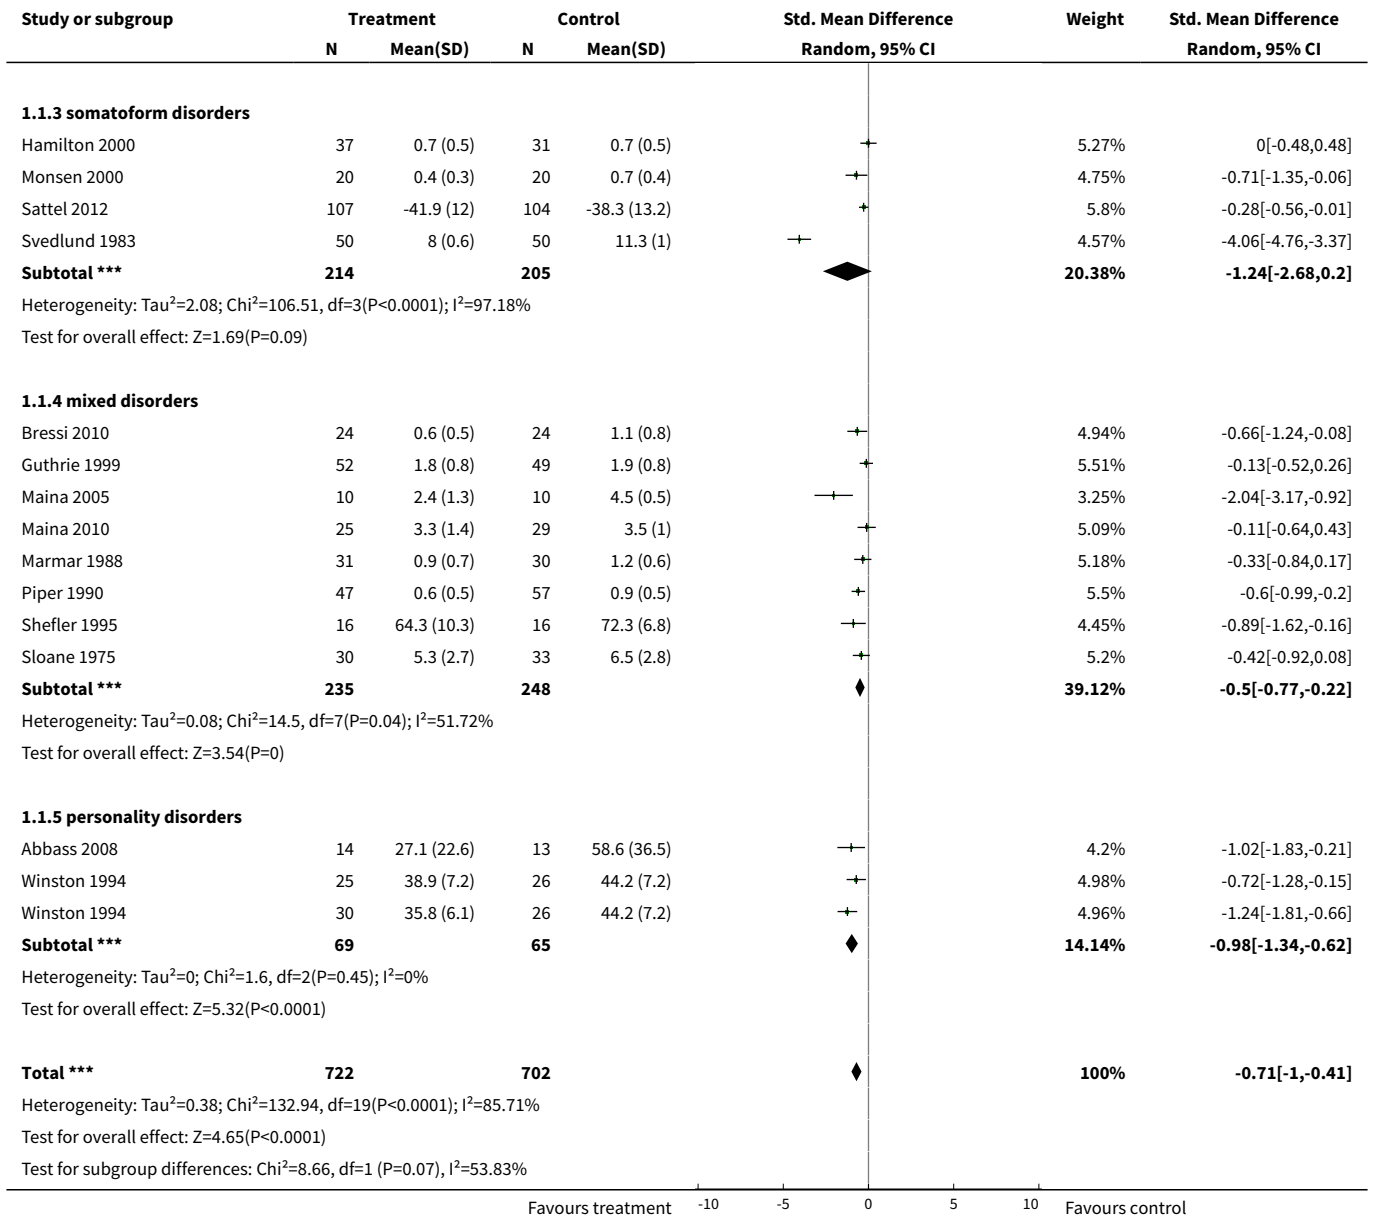 Study or subgroup Treatment Control Std. Mean Difference Weight Std. Mean Difference
N Mean(SD) N Mean(SD) Random, 95% CI Random, 95% CI
1.1.3 somatoform disorders
Hamilton 2000 37 0.7 (0.5) 31 0.7 (0.5) 5.27% 0[-0.48,0.48]
Monsen 2000 20 0.4 (0.3) 20 0.7 (0.4) 4.75% -0.71[-1.35,-0.06]
Sattel 2012 107 -41.9 (12) 104 -38.3 (13.2) 5.8% -0.28[-0.56,-0.01]
Svedlund 1983 50 8 (0.6) 50 11.3 (1) 4.57% -4.06[-4.76,-3.37]
Subtotal *** 214 205 20.38% -1.24[-2.68,0.2]
Heterogeneity: Tau²=2.08; Chi²=106.51, df=3(P<0.0001); I²=97.18%
Test for overall effect: Z=1.69(P=0.09)
1.1.4 mixed disorders
Bressi 2010 24 0.6 (0.5) 24 1.1 (0.8) 4.94% -0.66[-1.24,-0.08]
Guthrie 1999 52 1.8 (0.8) 49 1.9 (0.8) 5.51% -0.13[-0.52,0.26]
Maina 2005 10 2.4 (1.3) 10 4.5 (0.5) 3.25% -2.04[-3.17,-0.92]
Maina 2010 25 3.3 (1.4) 29 3.5 (1) 5.09% -0.11[-0.64,0.43]
Marmar 1988 31 0.9 (0.7) 30 1.2 (0.6) 5.18% -0.33[-0.84,0.17]
Piper 1990 47 0.6 (0.5) 57 0.9 (0.5) 5.5% -0.6[-0.99,-0.2]
Shefler 1995 16 64.3 (10.3) 16 72.3 (6.8) 4.45% -0.89[-1.62,-0.16]
Sloane 1975 30 5.3 (2.7) 33 6.5 (2.8) 5.2% -0.42[-0.92,0.08]
Subtotal *** 235 248 39.12% -0.5[-0.77,-0.22]
Heterogeneity: Tau²=0.08; Chi²=14.5, df=7(P=0.04); I²=51.72%
Test for overall effect: Z=3.54(P=0)
1.1.5 personality disorders
Abbass 2008 14 27.1 (22.6) 13 58.6 (36.5) 4.2% -1.02[-1.83,-0.21]
Winston 1994 25 38.9 (7.2) 26 44.2 (7.2) 4.98% -0.72[-1.28,-0.15]
Winston 1994 30 35.8 (6.1) 26 44.2 (7.2) 4.96% -1.24[-1.81,-0.66]
Subtotal *** 69 65 14.14% -0.98[-1.34,-0.62]
Heterogeneity: Tau²=0; Chi²=1.6, df=2(P=0.45); I²=0%
Test for overall effect: Z=5.32(P<0.0001)
Total *** 722 702 100% -0.71[-1,-0.41]
Heterogeneity: Tau²=0.38; Chi²=132.94, df=19(P<0.0001); I²=85.71%
Test for overall effect: Z=4.65(P<0.0001)
Test for subgroup differences: Chi²=8.66, df=1 (P=0.07), I²=53.83%
Favours treatment -10 -5 0 5 10 Favours control